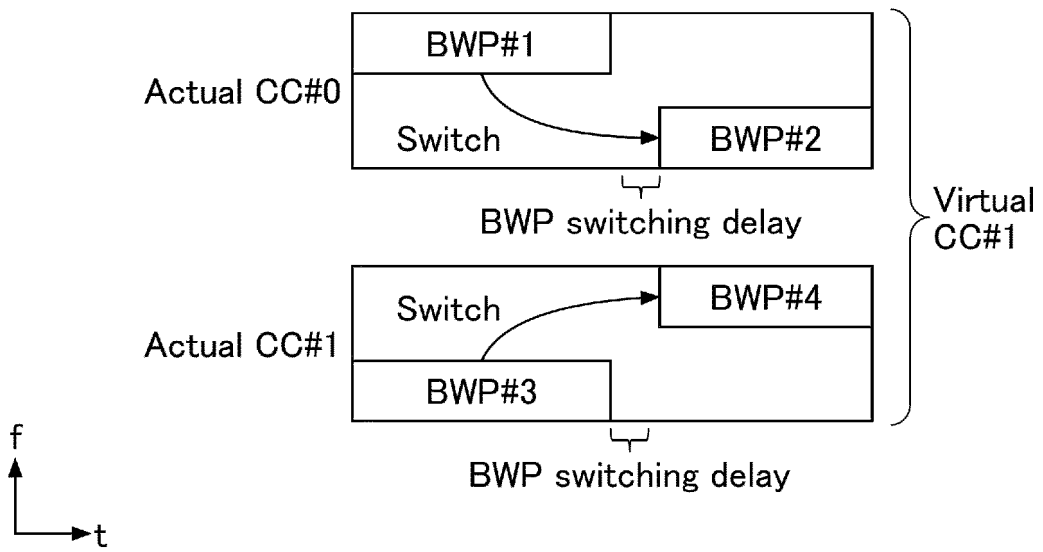 BWP#1
Actual CC#0
Switch
BWP#2
BWP switching delay
Virtual
CC#1
Switch
BWP#4
Actual CC#1
BWP#3
BWP switching delay
f
t